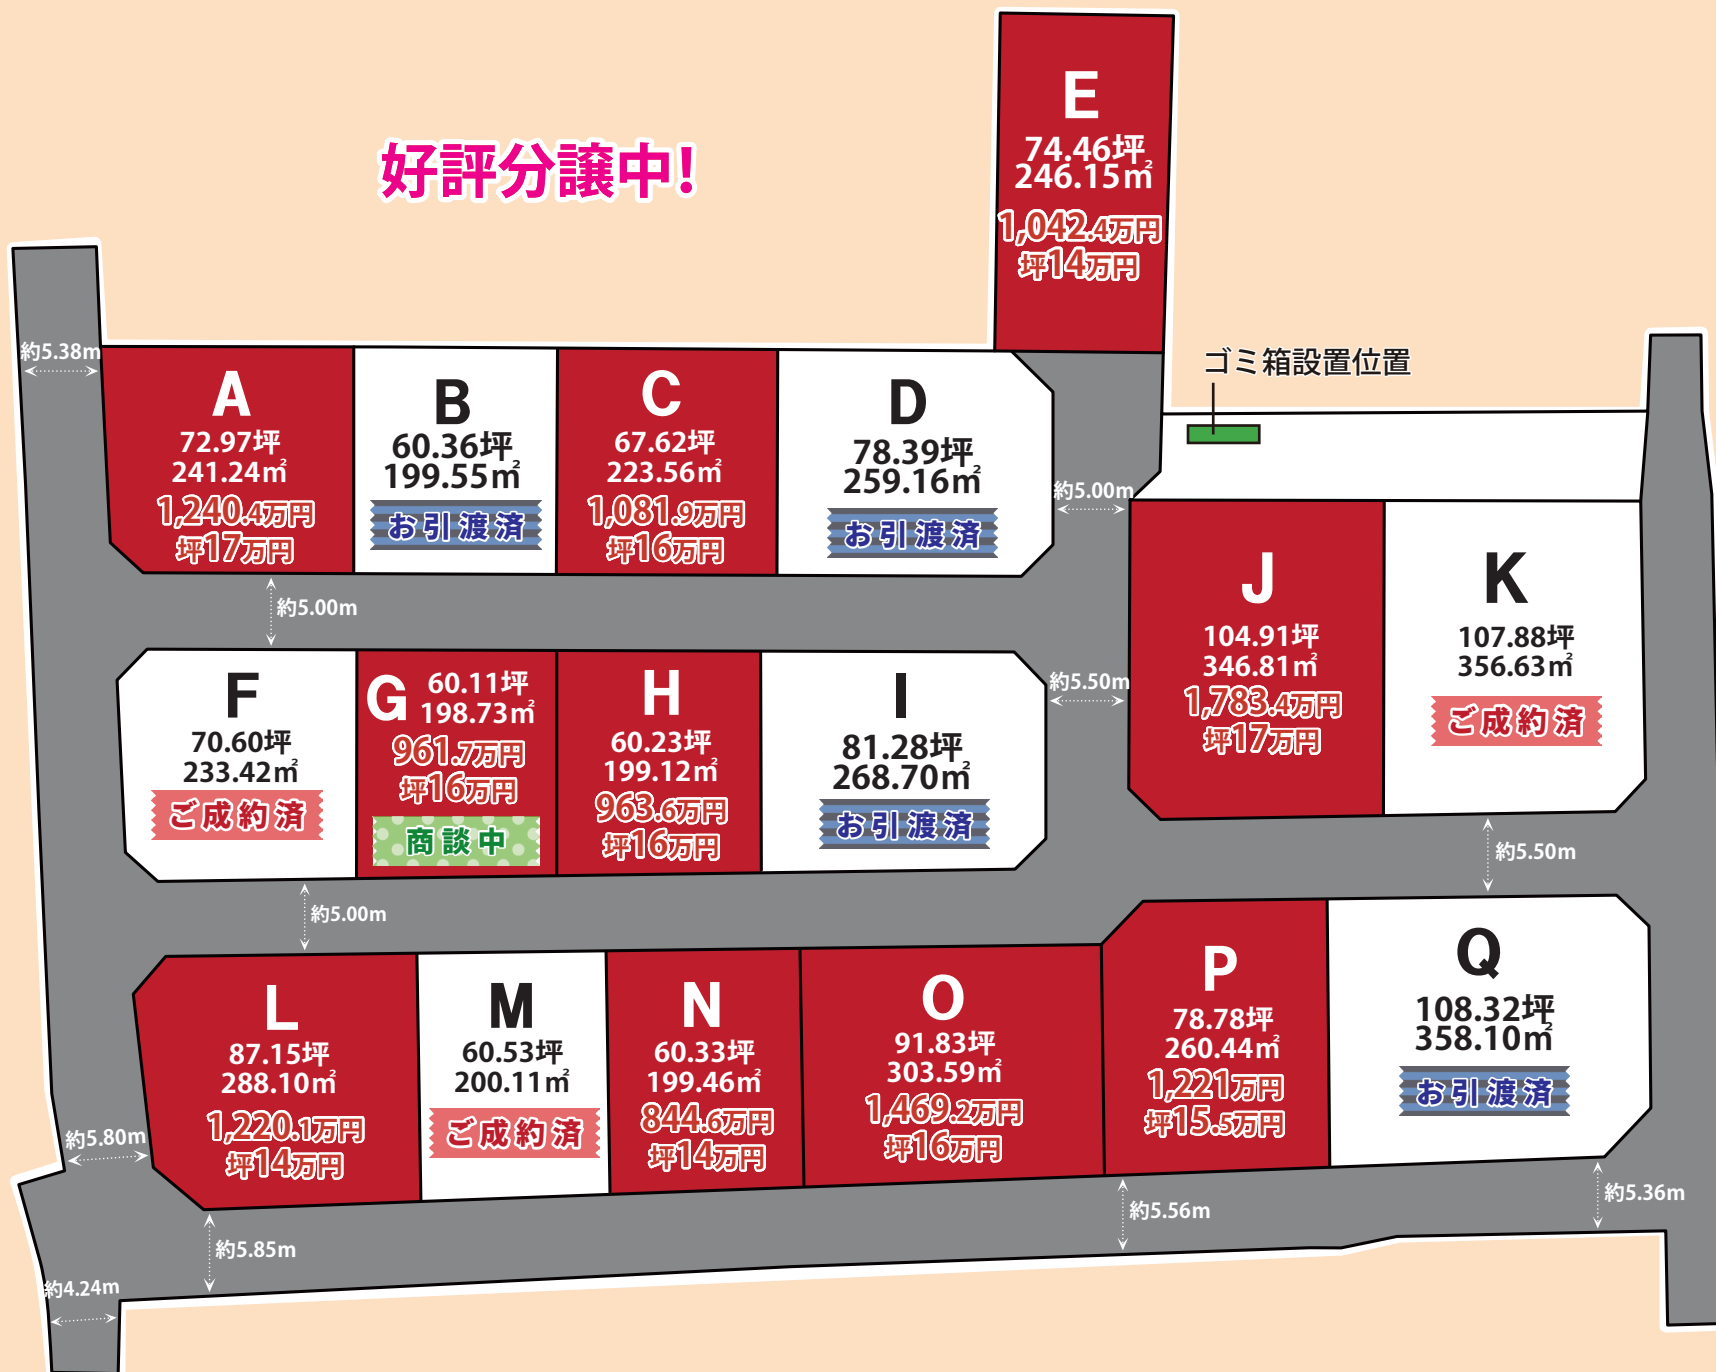 好評分譲中!
E
74.46坪
246.15㎡
1,042.4万円
坪14万円
ゴミ箱設置位置
約5.38m
A
72.97坪
241.24㎡
1,240.4万円
坪17万円
B
60.36坪
199.55㎡
お引渡済
C
67.62坪
223.56㎡
1,081.9万円
坪16万円
D
78.39坪
259.16㎡
お引渡済
約5.00m
約5.00m
J
104.91坪
346.81㎡
1,783.4万円
坪17万円
K
107.88坪
356.63㎡
ご成約済
F
70.60坪
233.42㎡
ご成約済
G
60.11坪
198.73㎡
961.7万円
坪16万円
商談中
H
60.23坪
199.12㎡
963.6万円
坪16万円
I
81.28坪
268.70㎡
お引渡済
約5.50m
約5.50m
約5.00m
L
87.15坪
288.10㎡
1,220.1万円
坪14万円
M
60.53坪
200.11㎡
ご成約済
N
60.33坪
199.46㎡
844.6万円
坪14万円
O
91.83坪
303.59㎡
1,469.2万円
坪16万円
P
78.78坪
260.44㎡
1,221万円
坪15.5万円
Q
108.32坪
358.10㎡
お引渡済
約5.80m
約5.85m
約5.56m
約5.36m
約4.24m